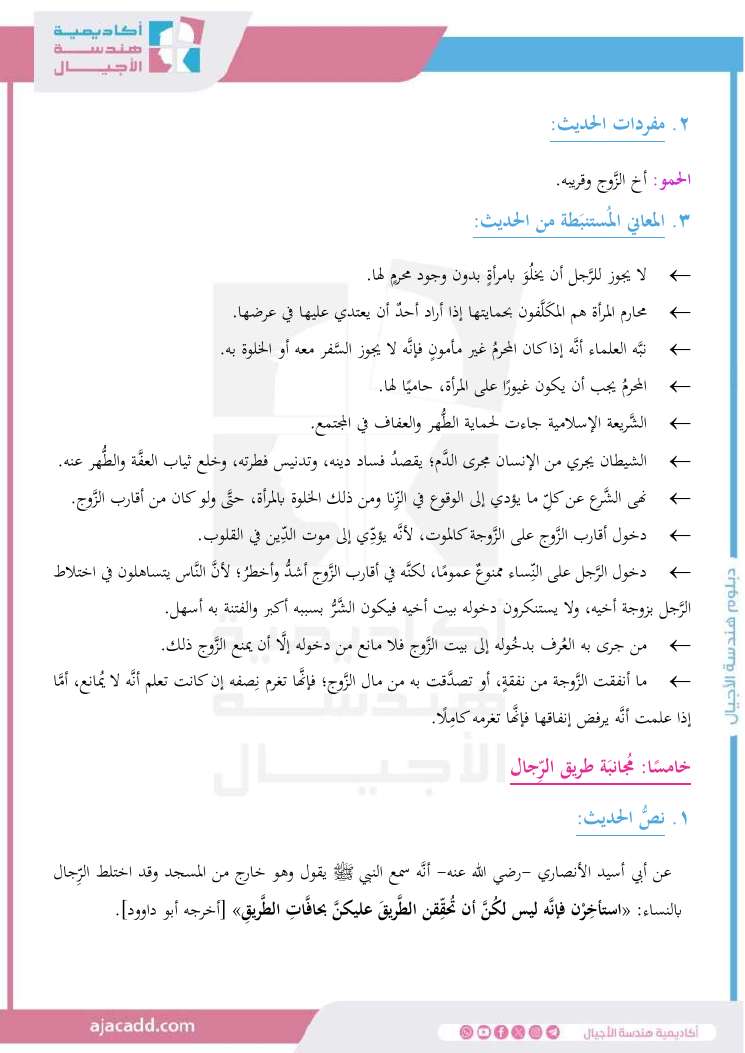 أكاديمية
هندسة
الأجيال
٢. مفردات الحديث:
الحمو: أخ الزَّوج وقريبه.
٣. المعاني المُستنبَطة من الحديث:
← لا يجوز للرَّجل أن يخلُوَ بامرأةٍ بدون وجود محرمٍ لها.
← محارم المرأة هم المكَلَّفون بحمايتها إذا أراد أحدٌ أن يعتدي عليها في عرضها.
← نبَّه العلماء أنَّه إذا كان المحرمُ غير مأمونٍ فإنَّه لا يجوز السَّفر معه أو الخلوة به.
← المحرمُ يجب أن يكون غيورًا على المرأة، حاميًا لها.
← الشَّريعة الإسلامية جاءت لحماية الطُّهر والعفاف في المجتمع.
← الشيطان يجري من الإنسان مجرى الدَّم؛ يقصدُ فساد دينه، وتدنيس فطرته، وخلع ثياب العفَّة والطُّهر عنه.
← نهى الشَّرع عن كلّ ما يؤدي إلى الوقوع في الزِّنا ومن ذلك الخلوة بالمرأة، حتَّى ولو كان من أقارب الزَّوج.
← دخول أقارب الزَّوج على الزَّوجة كالموت، لأنَّه يؤدِّي إلى موت الدِّين في القلوب.
← دخول الرَّجل على النِّساء ممنوعٌ عمومًا، لكنَّه في أقارب الزَّوج أشدُّ وأخطرُ؛ لأنَّ النَّاس يتساهلون في اختلاط
الرَّجل بزوجة أخيه، ولا يستنكرون دخوله بيت أخيه فيكون الشَّرُّ بسببه أكبر والفتنة به أسهل.
← من جرى به العُرف بدخُوله إلى بيت الزَّوج فلا مانع من دخوله إلَّا أن يمنع الزَّوج ذلك.
← ما أنفقت الزَّوجة من نفقةٍ، أو تصدَّقت به من مال الزَّوج؛ فإنَّها تغرم نِصفه إن كانت تعلم أنَّه لا يُمانع، أمَّا
إذا علمت أنَّه يرفض إنفاقها فإنَّها تغرمه كامِلًا.
خامسًا: مُجانبَة طريق الرِّجال
١. نصُّ الحديث:
عن أبي أسيد الأنصاري -رضي الله عنه- أنَّه سمع النبي ﷺ يقول وهو خارج من المسجد وقد اختلط الرِّجال
بالنساء: «استأخِرْن فإنَّه ليس لكُنَّ أن تُحقِّقن الطَّريقَ عليكنَّ بحافَّاتِ الطَّريقِ» [أخرجه أبو داوود].
دبلوم هندسة الأجيال
أكاديمية
هندسة
الأجيال
ajacadd.com
أكاديمية هندسة الأجيال